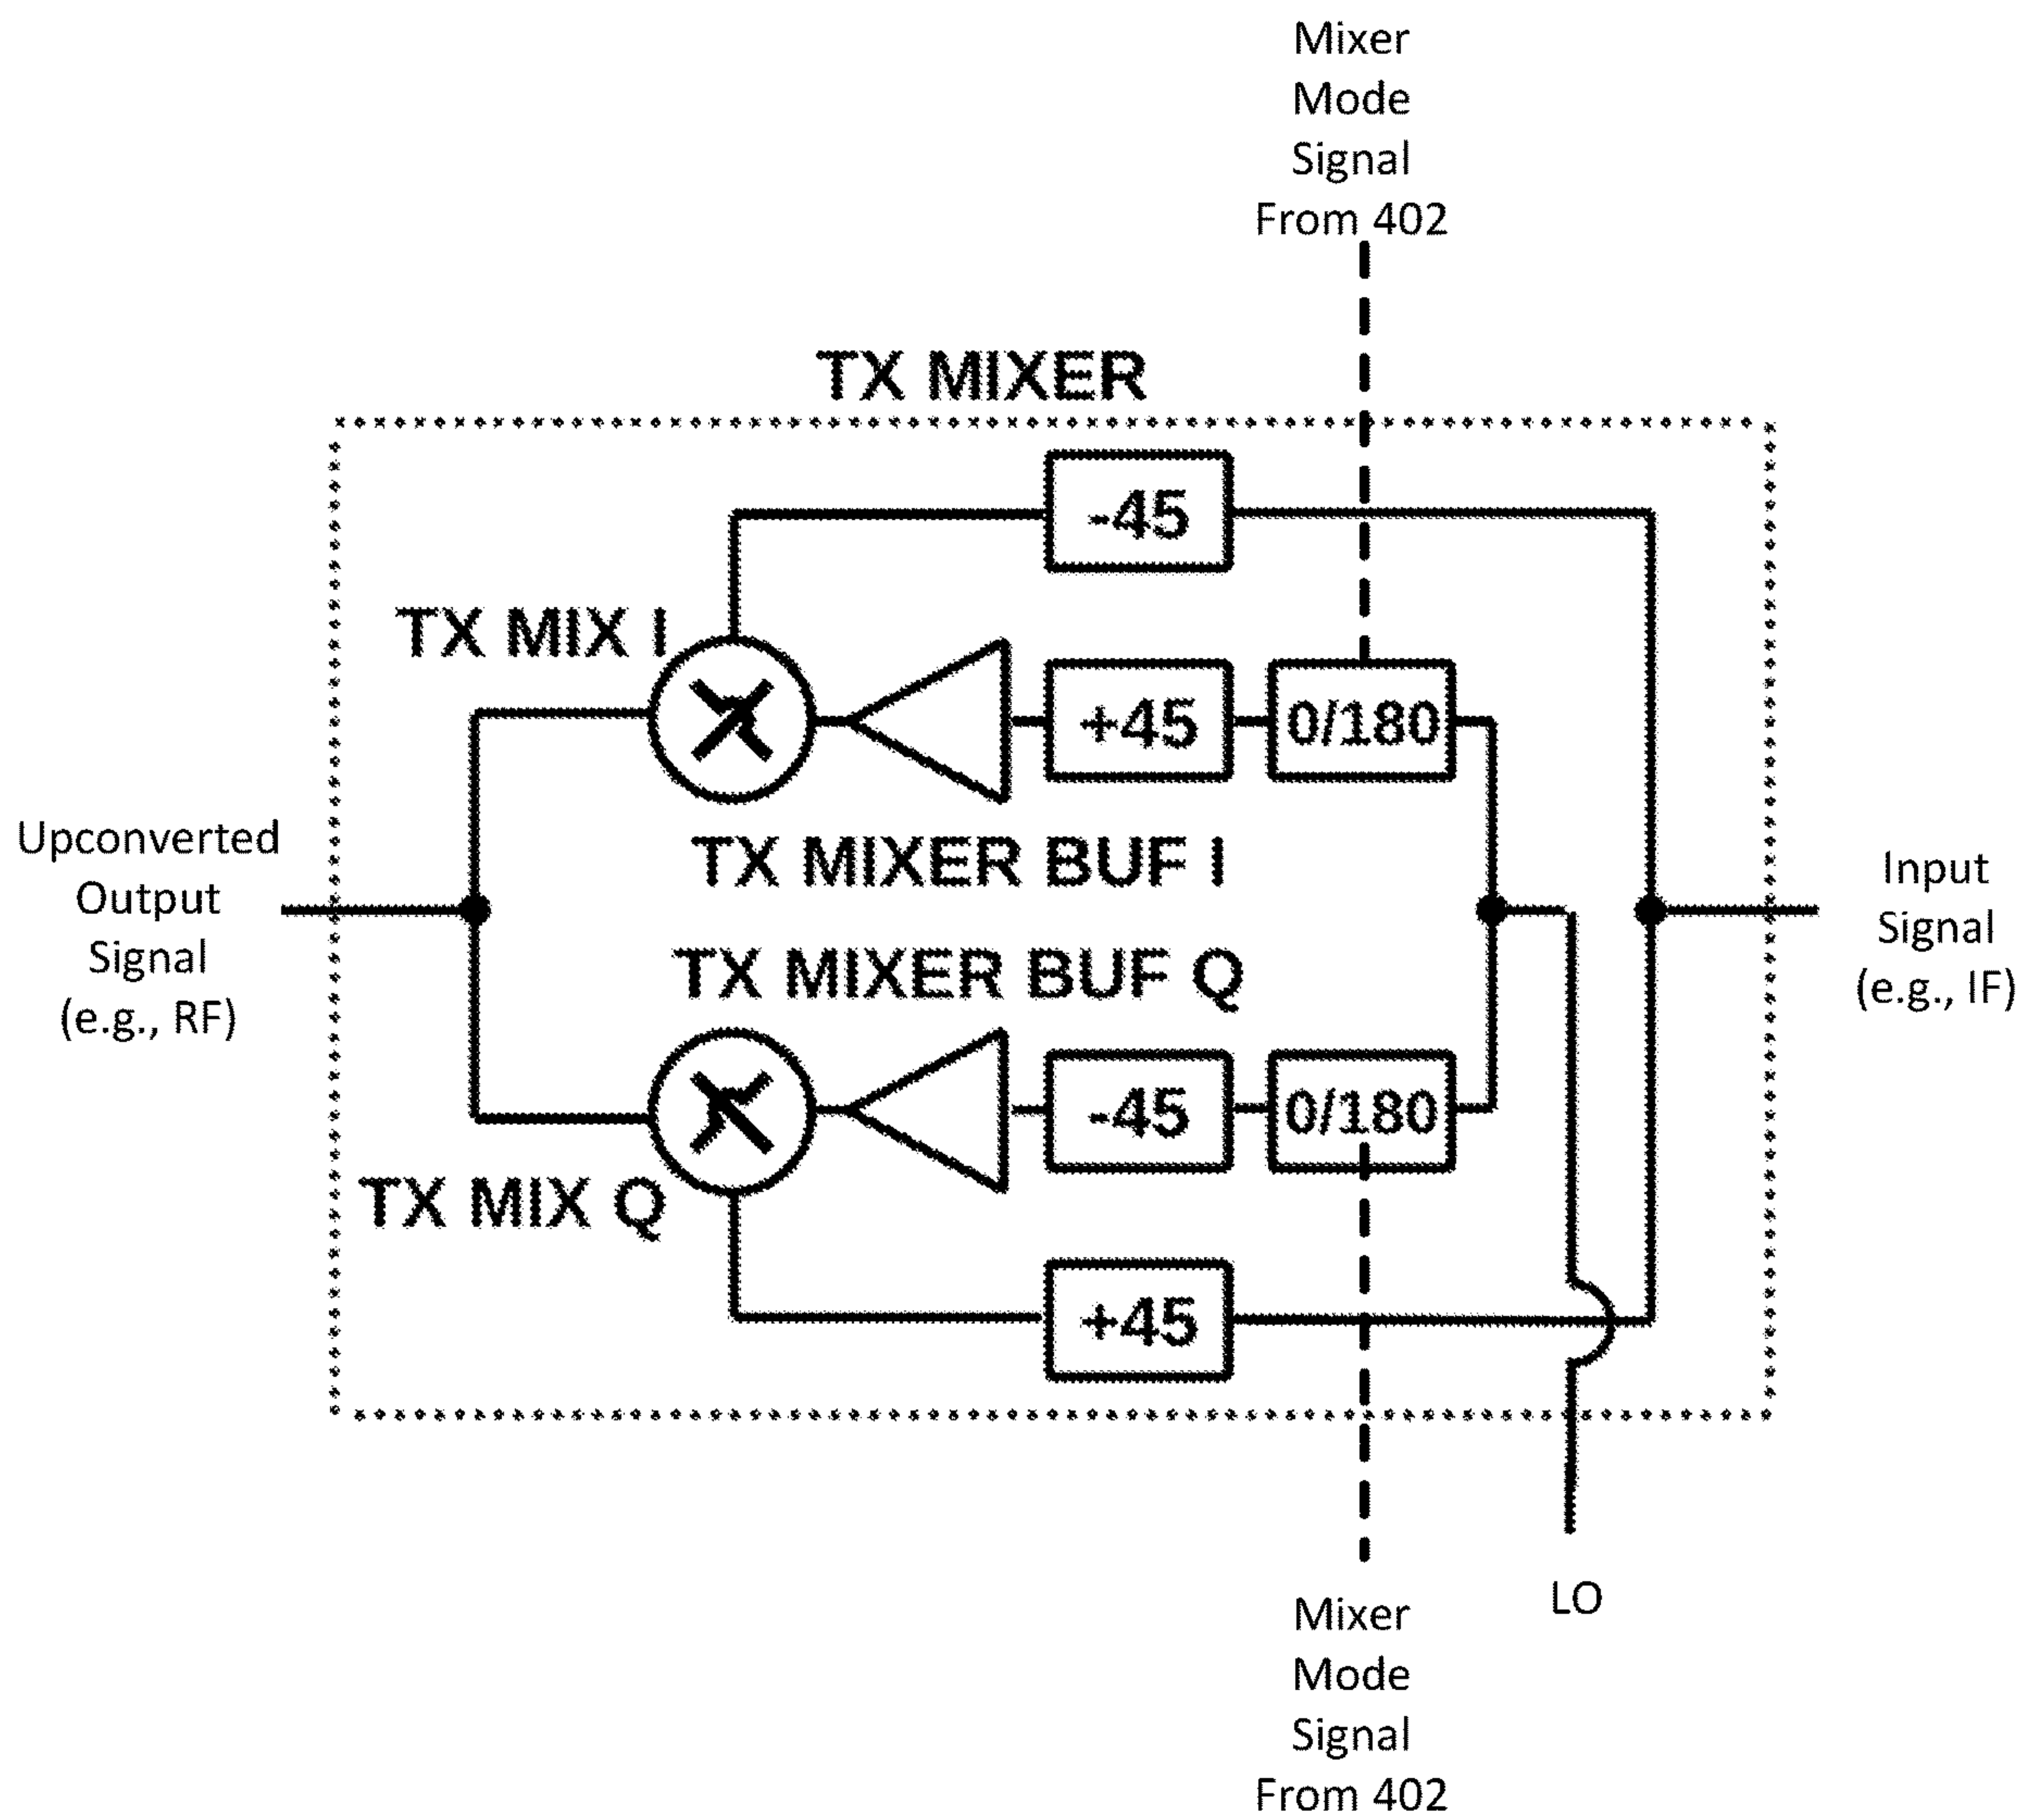 Mixer
Mode
Signal
From 402
TX MIXER
-45
TX MIX I
+45
0/180
TX MIXER BUF I
Upconverted
Output
Signal
(e.g., RF)
Input
Signal
(e.g., IF)
TX MIXER BUF Q
-45
0/180
TX MIX Q
+45
LO
Mixer
Mode
Signal
From 402